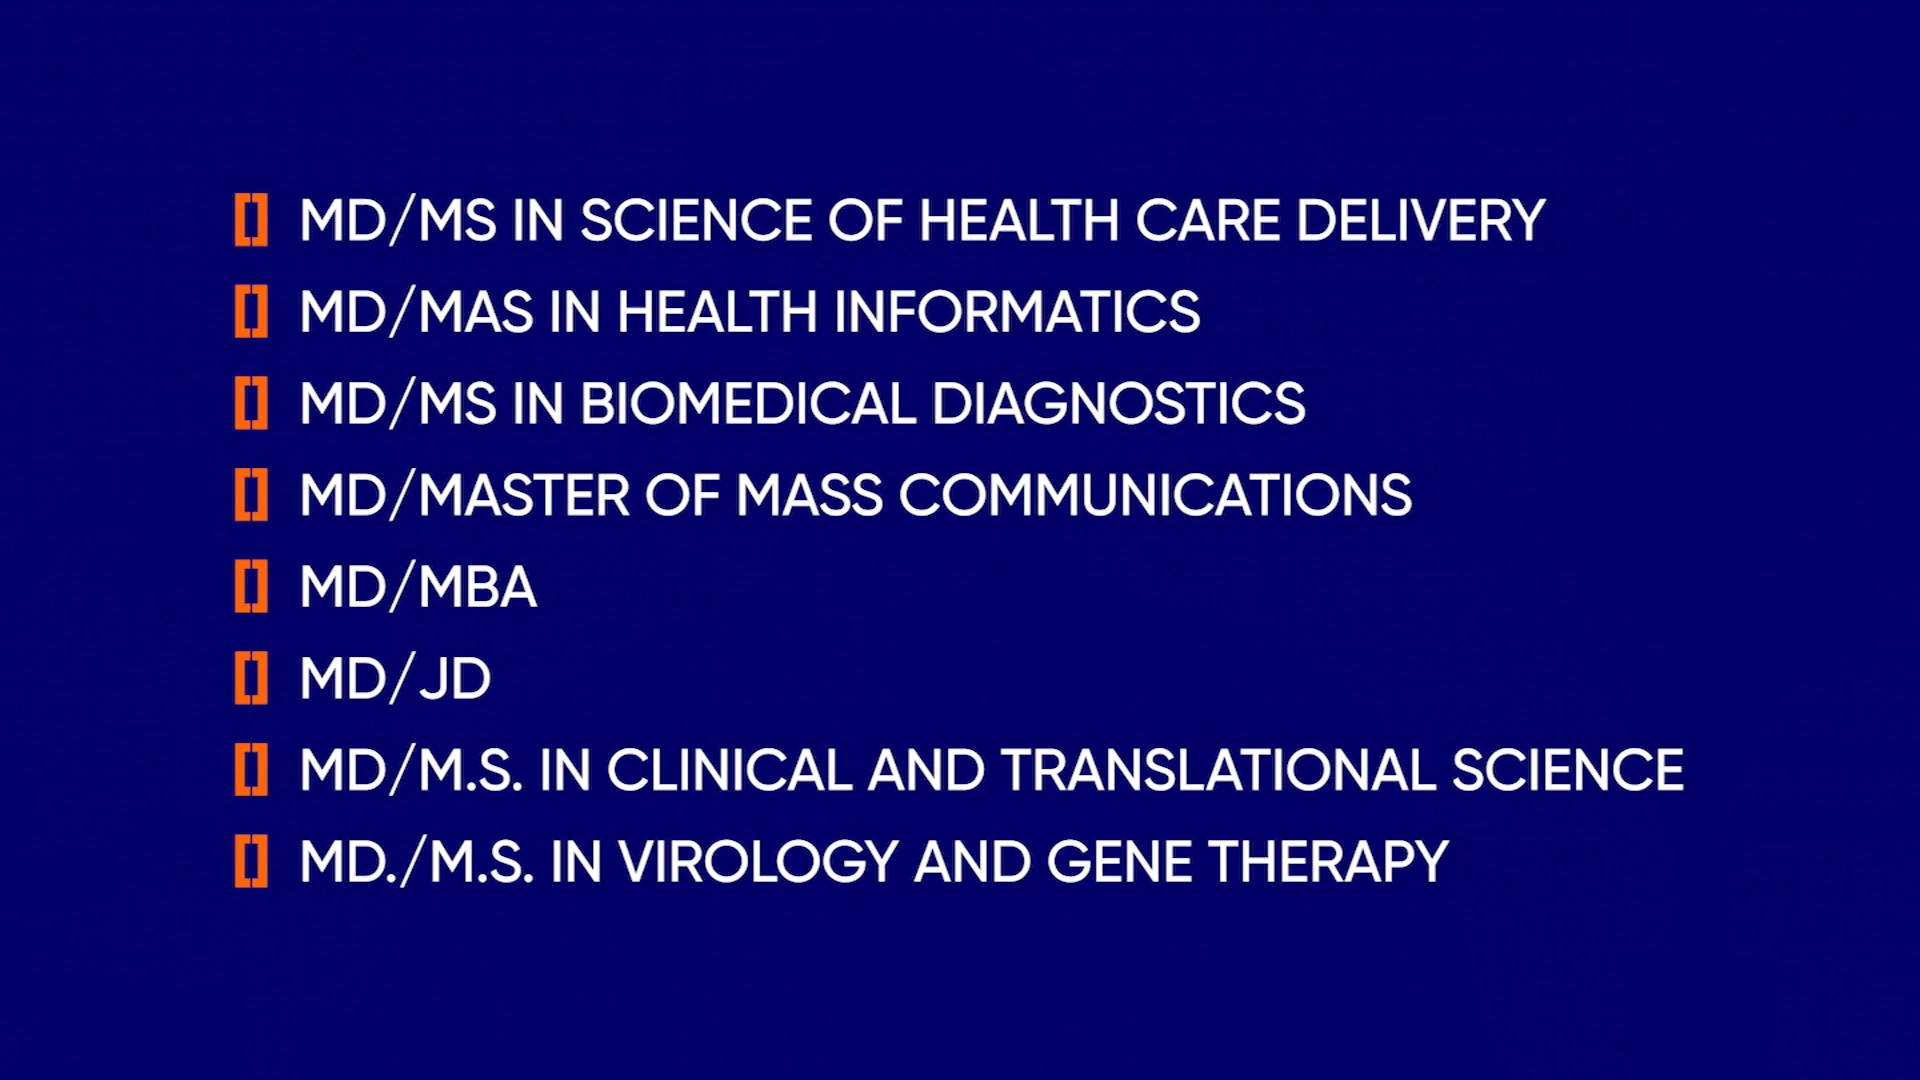 MD/MS IN SCIENCE OF HEALTH CARE DELIVERY
MD/MAS IN HEALTH INFORMATICS
MD/MS IN BIOMEDICAL DIAGNOSTICS
MD/MASTER OF MASS COMMUNICATIONS
MD/MBA
MD/JD
MD/M.S. IN CLINICAL AND TRANSLATIONAL SCIENCE
MD./M.S. IN VIROLOGY AND GENE THERAPY